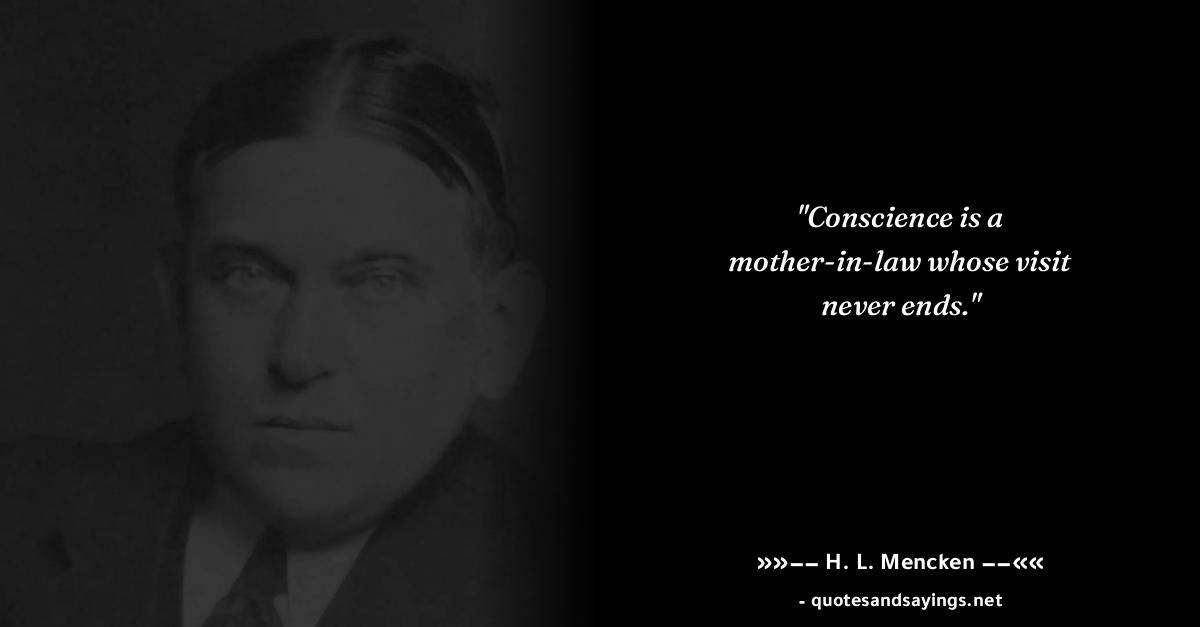 "Conscience is a
mother-in-law whose visit
never ends."
»»–– H. L. Mencken ––««
- quotesandsayings.net